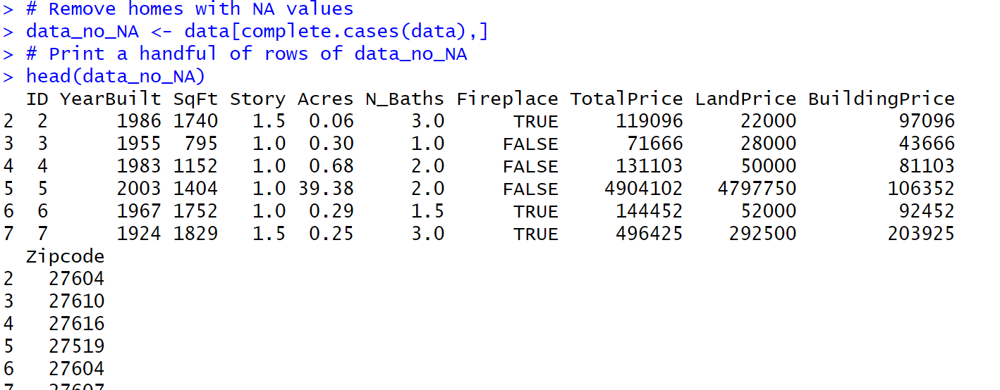 > # Remove homes with NA values
> data_no_NA <- data[complete.cases(data),]
> # Print a handful of rows of data_no_NA
> head(data_no_NA)
  ID YearBuilt SqFt Story Acres N_Baths Fireplace TotalPrice LandPrice BuildingPrice
2  2      1986 1740   1.5  0.06     3.0      TRUE     119096     22000         97096
3  3      1955  795   1.0  0.30     1.0     FALSE      71666     28000         43666
4  4      1983 1152   1.0  0.68     2.0     FALSE     131103     50000         81103
5  5      2003 1404   1.0 39.38     2.0     FALSE    4904102   4797750        106352
6  6      1967 1752   1.0  0.29     1.5      TRUE     144452     52000         92452
7  7      1924 1829   1.5  0.25     3.0      TRUE     496425    292500        203925
  Zipcode
2   27604
3   27610
4   27616
5   27519
6   27604
7   27607